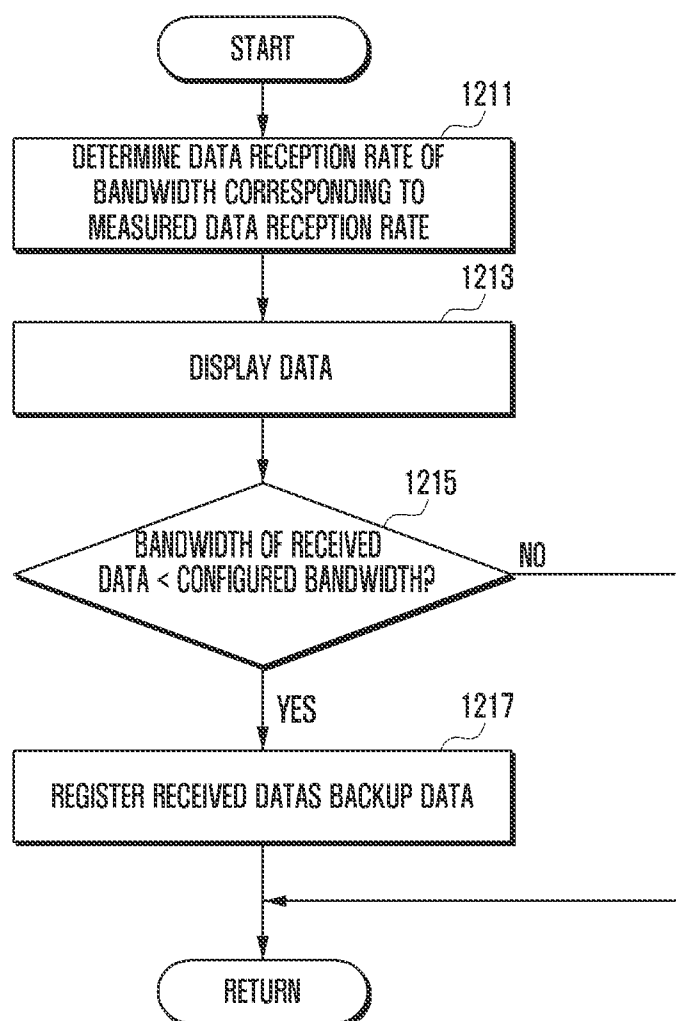 START
1211
DETERMINE DATA RECEPTION RATE OF
BANDWIDTH CORRESPONDING TO
MEASURED DATA RECEPTION RATE
1213
DISPLAY DATA
1215
BANDWIDTH OF RECEIVED
DATA < CONFIGURED BANDWIDTH?
NO
YES
1217
REGISTER RECEIVED DATAS BACKUP DATA
RETURN